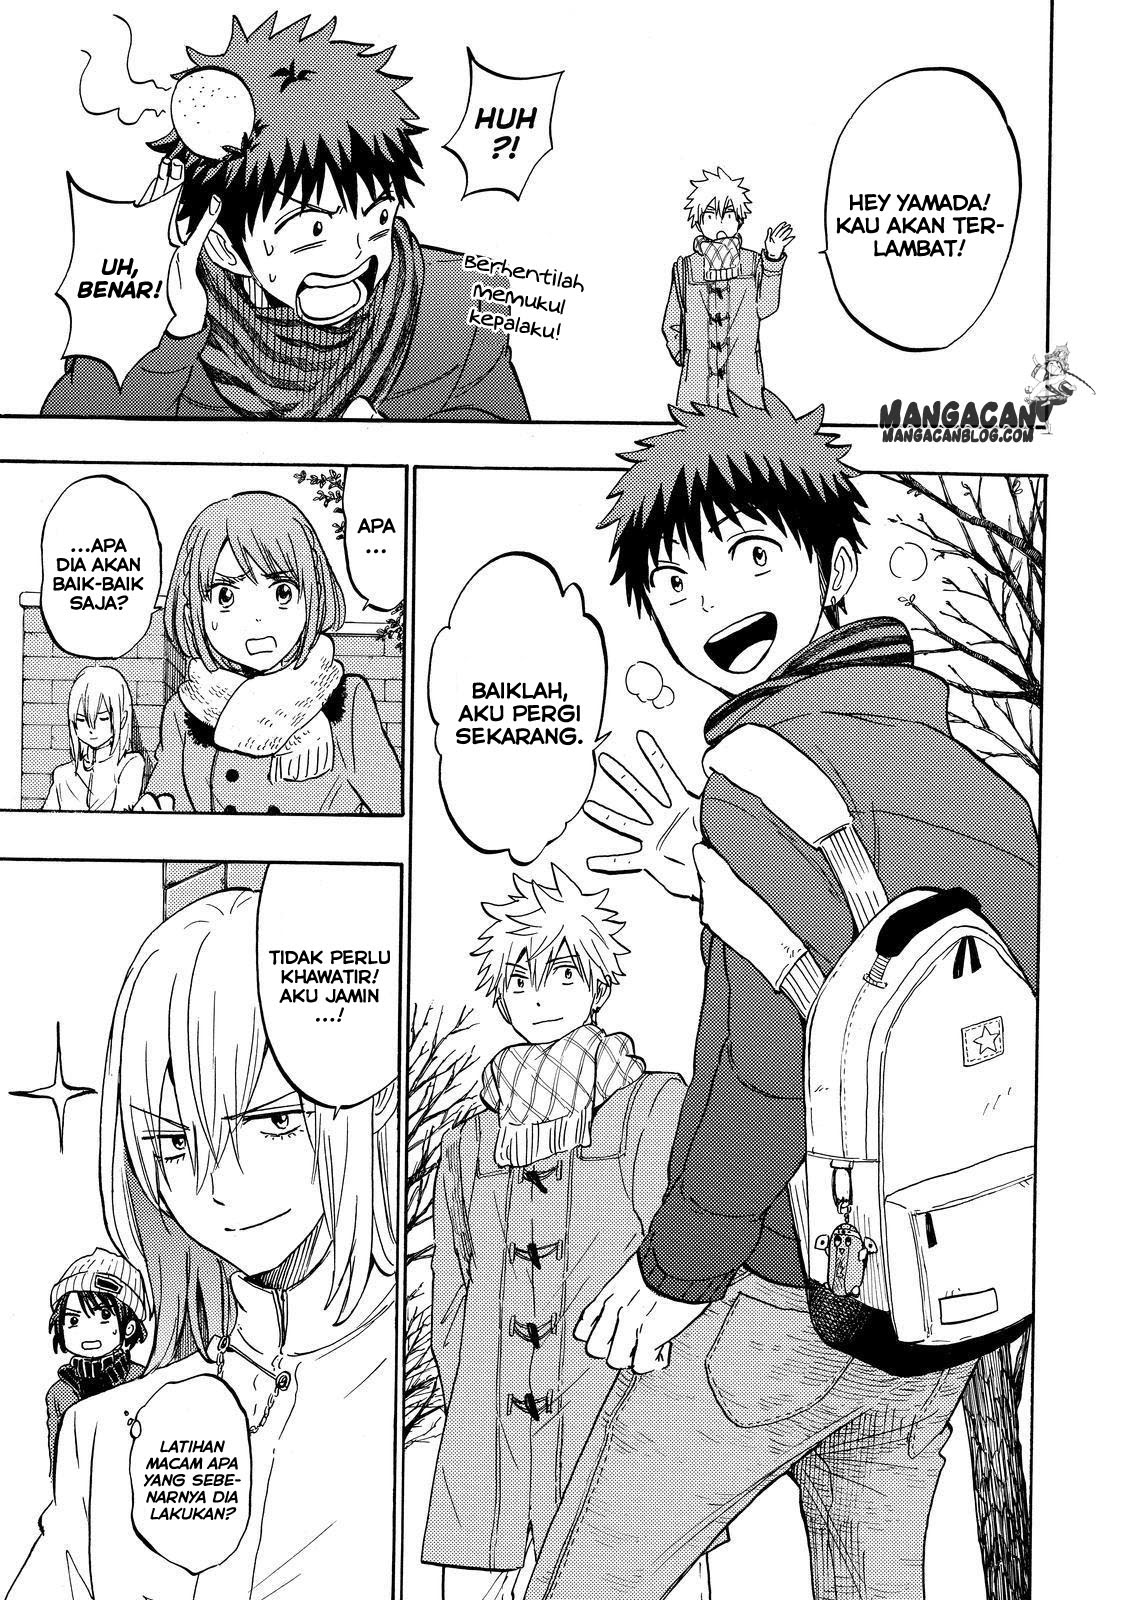 HEY YAMADA!
KAU AKAN TER-
LAMBAT!
HUH
?!
UH,
BENAR!
Berhentilah
memukul
kepalaku!
MANGACAN
MANGACANBLOG.COM
BAIKLAH,
AKU PERGI
SEKARANG.
APA
...
...APA
DIA AKAN
BAIK-BAIK
SAJA?
TIDAK PERLU
KHAWATIR!
AKU JAMIN
...!
LATIHAN
MACAM APA
YANG SEBE-
NARNYA DIA
LAKUKAN?